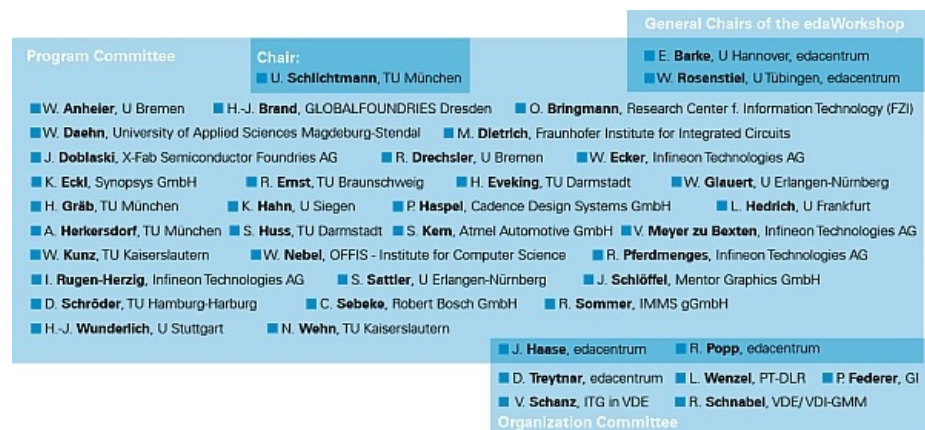 General Chairs of the edaWorkshop
Program Committee
Chair:
E. Barke, U Hannover, edacentrum
U. Schlichtmann, TU München
W. Rosenstiel, U Tübingen, edacentrum
W. Anheier, U Bremen H.-J. Brand, GLOBALFOUNDRIES Dresden O. Bringmann, Research Center f. Information Technology (FZI)
W. Daehn, University of Applied Sciences Magdeburg-Stendal M. Dietrich, Fraunhofer Institute for Integrated Circuits
J. Doblaski, X-Fab Semiconductor Foundries AG R. Drechsler, U Bremen W. Ecker, Infineon Technologies AG
K. Eckl, Synopsys GmbH R. Ernst, TU Braunschweig H. Eveking, TU Darmstadt W. Glauert, U Erlangen-Nürnberg
H. Gräb, TU München K. Hahn, U Siegen P. Haspel, Cadence Design Systems GmbH L. Hedrich, U Frankfurt
A. Herkersdorf, TU München S. Huss, TU Darmstadt S. Kern, Atmel Automotive GmbH V. Meyer zu Bexten, Infineon Technologies AG
W. Kunz, TU Kaiserslautern W. Nebel, OFFIS - Institute for Computer Science R. Pferdmenges, Infineon Technologies AG
I. Rugen-Herzig, Infineon Technologies AG S. Sattler, U Erlangen-Nürnberg J. Schlöffel, Mentor Graphics GmbH
D. Schröder, TU Hamburg-Harburg C. Sebeke, Robert Bosch GmbH R. Sommer, IMMS gGmbH
H.-J. Wunderlich, U Stuttgart N. Wehn, TU Kaiserslautern
J. Haase, edacentrum R. Popp, edacentrum
D. Treytnar, edacentrum L. Wenzel, PT-DLR P. Federer, GI
V. Schanz, ITG in VDE R. Schnabel, VDE/VDI-GMM
Organization Committee